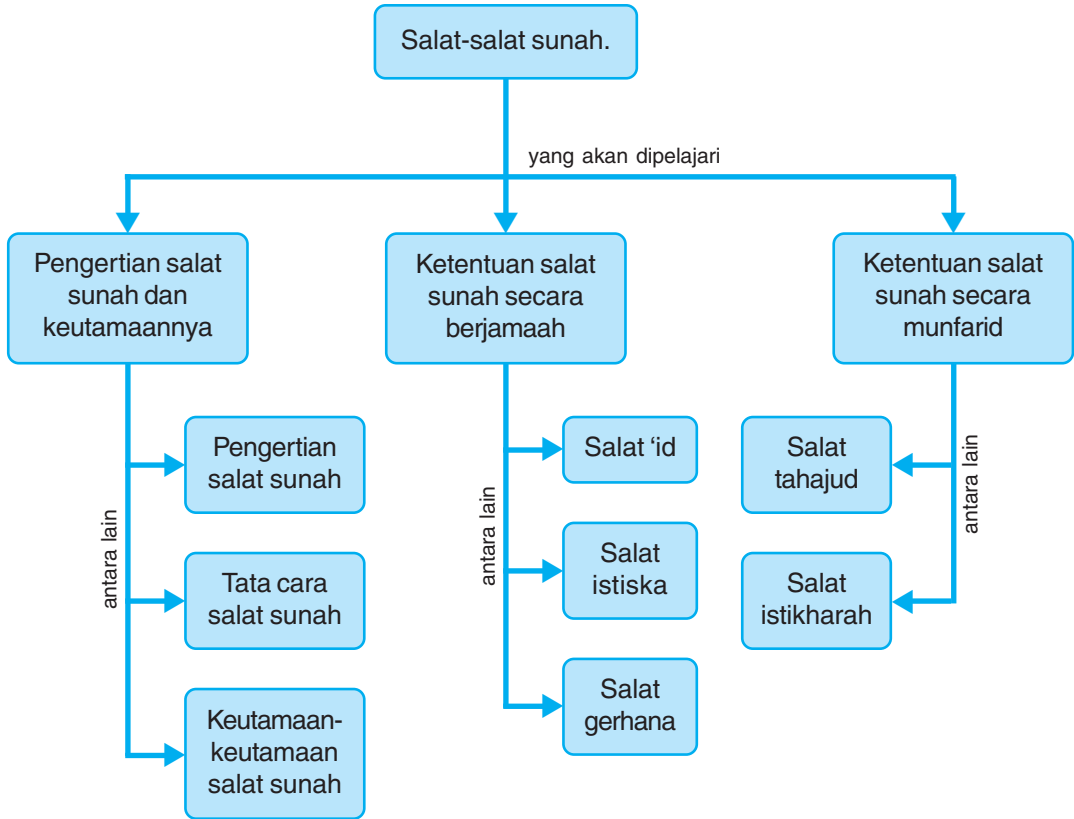 Salat-salat sunah.
yang akan dipelajari
Pengertian salat
sunah dan
keutamaannya
Ketentuan salat
sunah secara
berjamaah
Ketentuan salat
sunah secara
munfarid
antara lain
Pengertian
salat sunah
Tata cara
salat sunah
Keutamaan-
keutamaan
salat sunah
antara lain
Salat ‘id
Salat
istiska
Salat
gerhana
antara lain
Salat
tahajud
Salat
istikharah